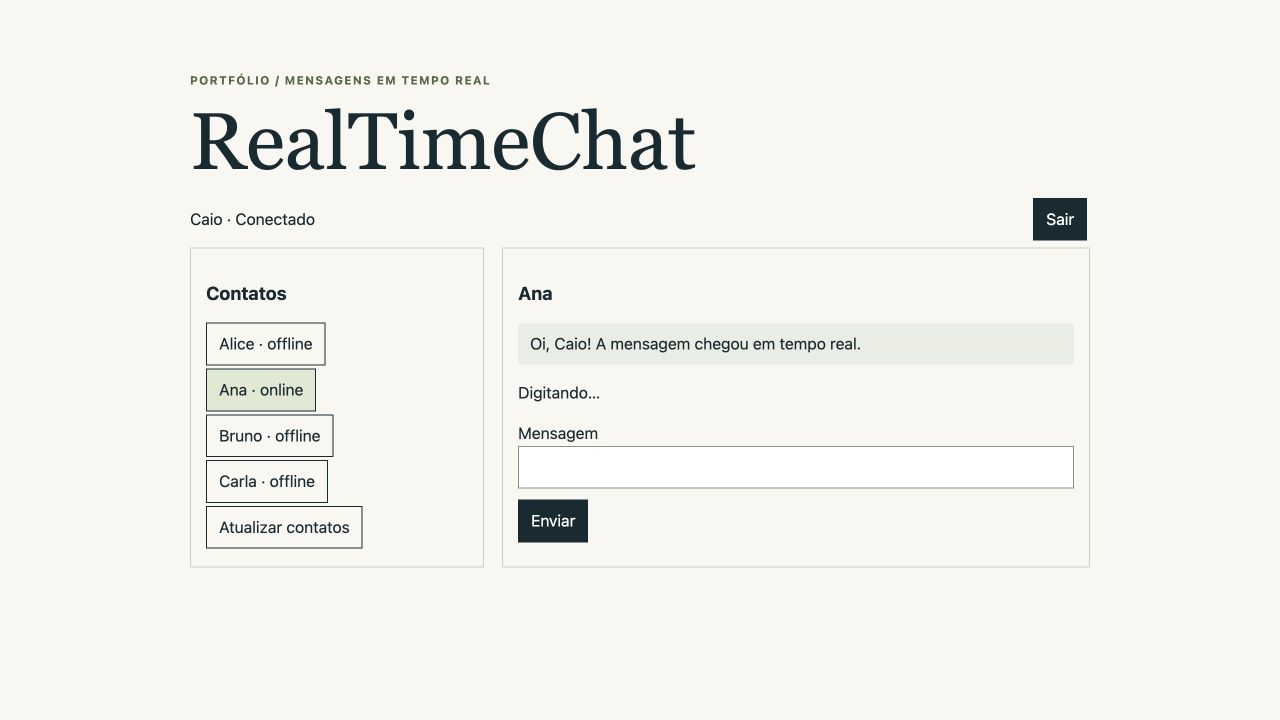 PORTFÓLIO / MENSAGENS EM TEMPO REAL
RealTimeChat
Caio · Conectado
Sair
Contatos
Alice · offline
Ana · online
Bruno · offline
Carla · offline
Atualizar contatos
Ana
Oi, Caio! A mensagem chegou em tempo real.
Digitando...
Mensagem
Enviar